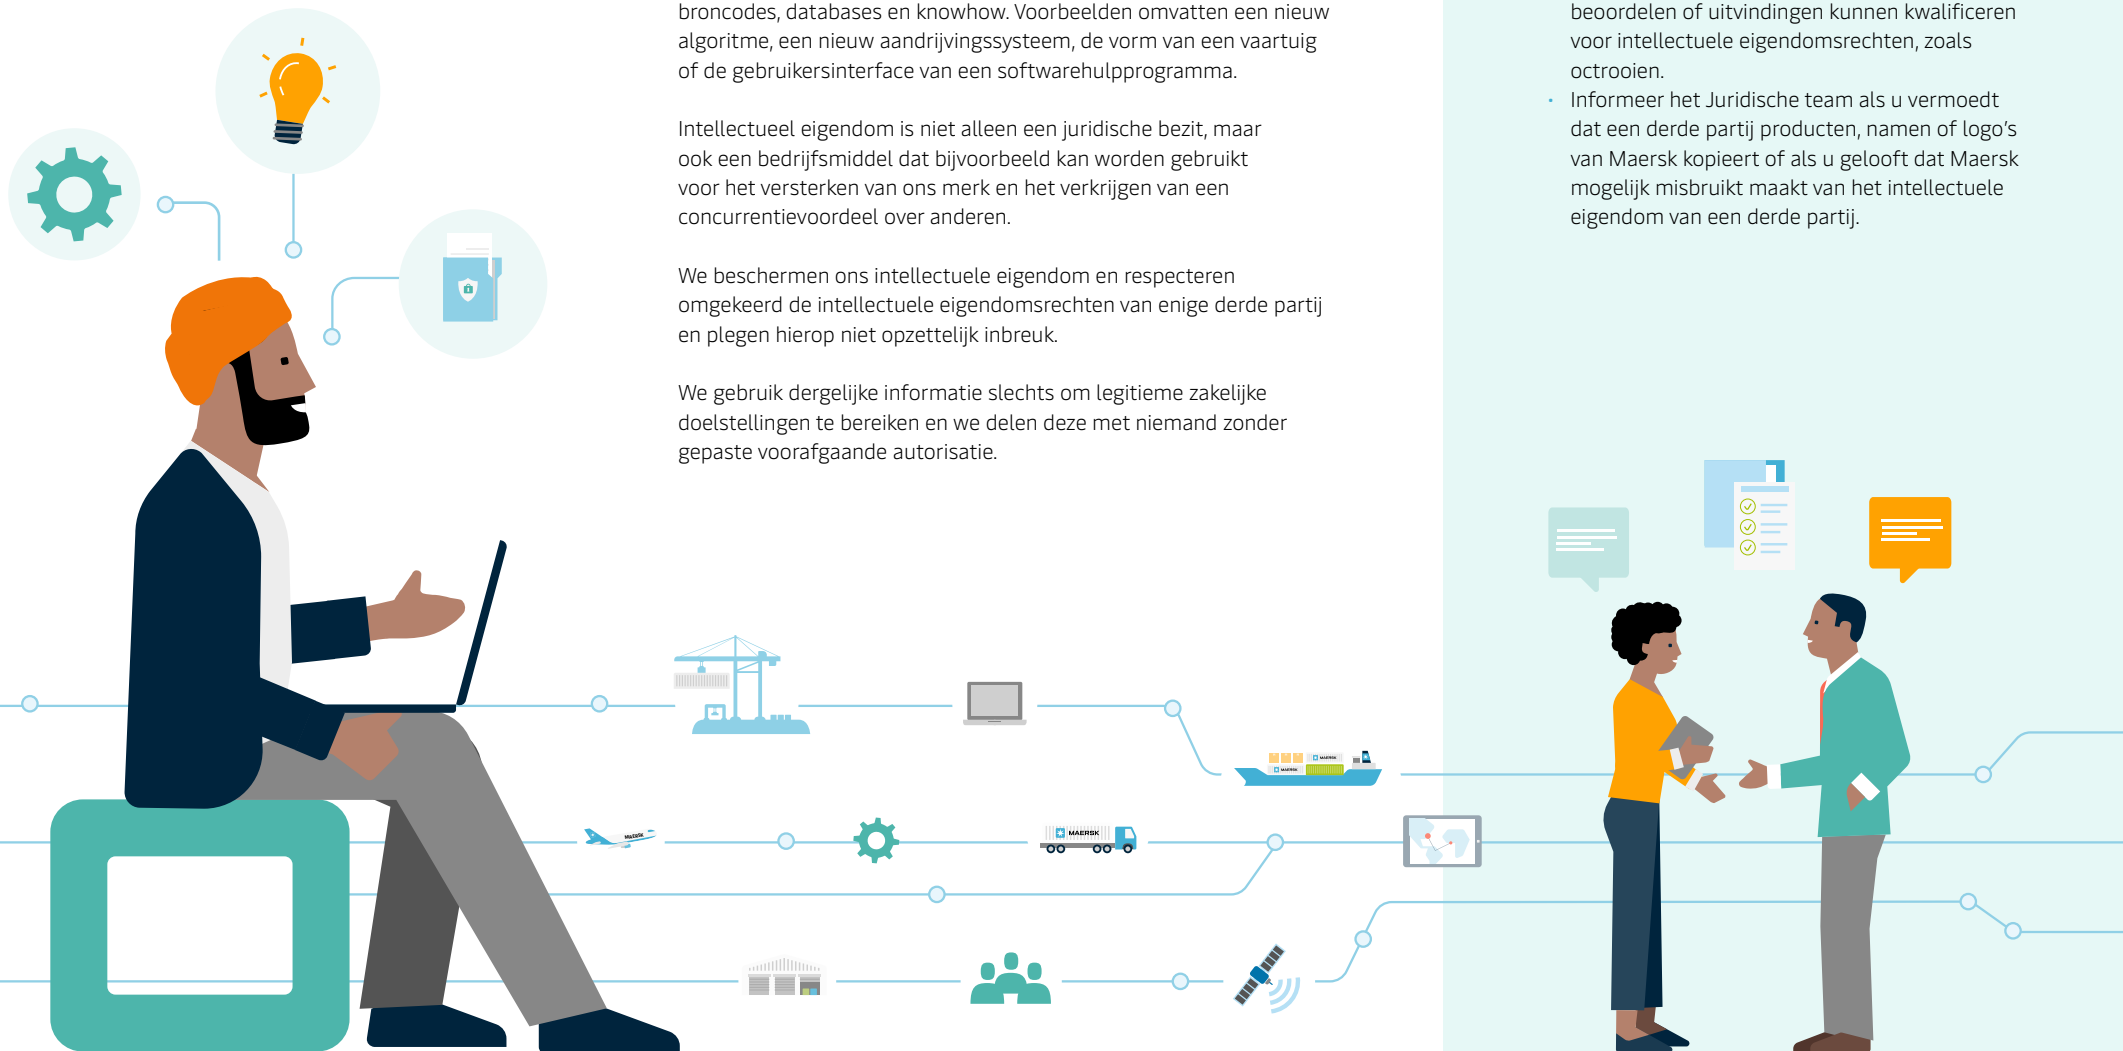 broncodes, databases en knowhow. Voorbeelden omvatten een nieuw
algoritme, een nieuw aandrijvingssysteem, de vorm van een vaartuig
of de gebruikersinterface van een softwarehulpprogramma.
Intellectueel eigendom is niet alleen een juridische bezit, maar
ook een bedrijfsmiddel dat bijvoorbeeld kan worden gebruikt
voor het versterken van ons merk en het verkrijgen van een
concurrentievoordeel over anderen.
We beschermen ons intellectuele eigendom en respecteren
omgekeerd de intellectuele eigendomsrechten van enige derde partij
en plegen hierop niet opzettelijk inbreuk.
We gebruik dergelijke informatie slechts om legitieme zakelijke
doelstellingen te bereiken en we delen deze met niemand zonder
gepaste voorafgaande autorisatie.
beoordelen of uitvindingen kunnen kwalificeren
voor intellectuele eigendomsrechten, zoals
octrooien.
• Informeer het Juridische team als u vermoedt
dat een derde partij producten, namen of logo’s
van Maersk kopieert of als u gelooft dat Maersk
mogelijk misbruikt maakt van het intellectuele
eigendom van een derde partij.
MAERSK
MAERSK
MAERSK
MAERSK